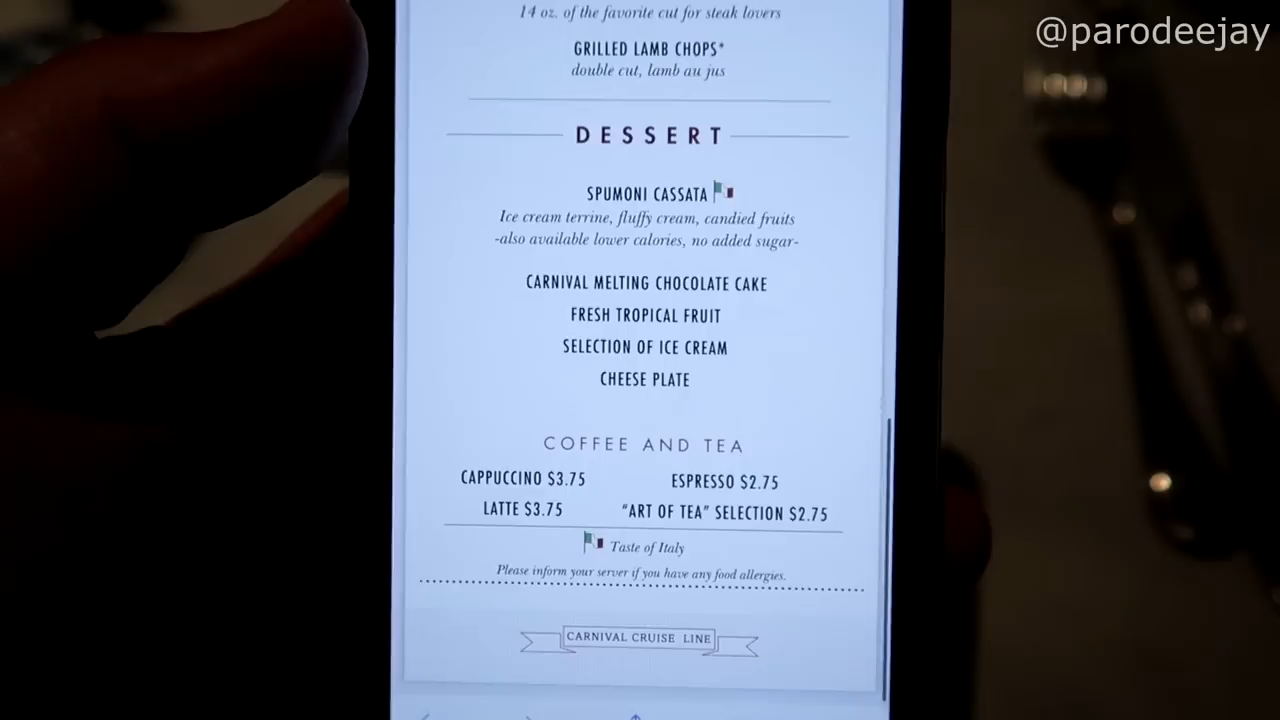 @parodeejay
14 oz. of the favorite cut for steak lovers
GRILLED LAMB CHOPS*
double cut, lamb au jus
DESSERT
SPUMONI CASSATA
Ice cream terrine, fluffy cream, candied fruits
-also available lower calories, no added sugar-
CARNIVAL MELTING CHOCOLATE CAKE
FRESH TROPICAL FRUIT
SELECTION OF ICE CREAM
CHEESE PLATE
COFFEE AND TEA
CAPPUCCINO $3.75 ESPRESSO $2.75
LATTE $3.75 “ART OF TEA” SELECTION $2.75
Taste of Italy
Please inform your server if you have any food allergies.
CARNIVAL CRUISE LINE